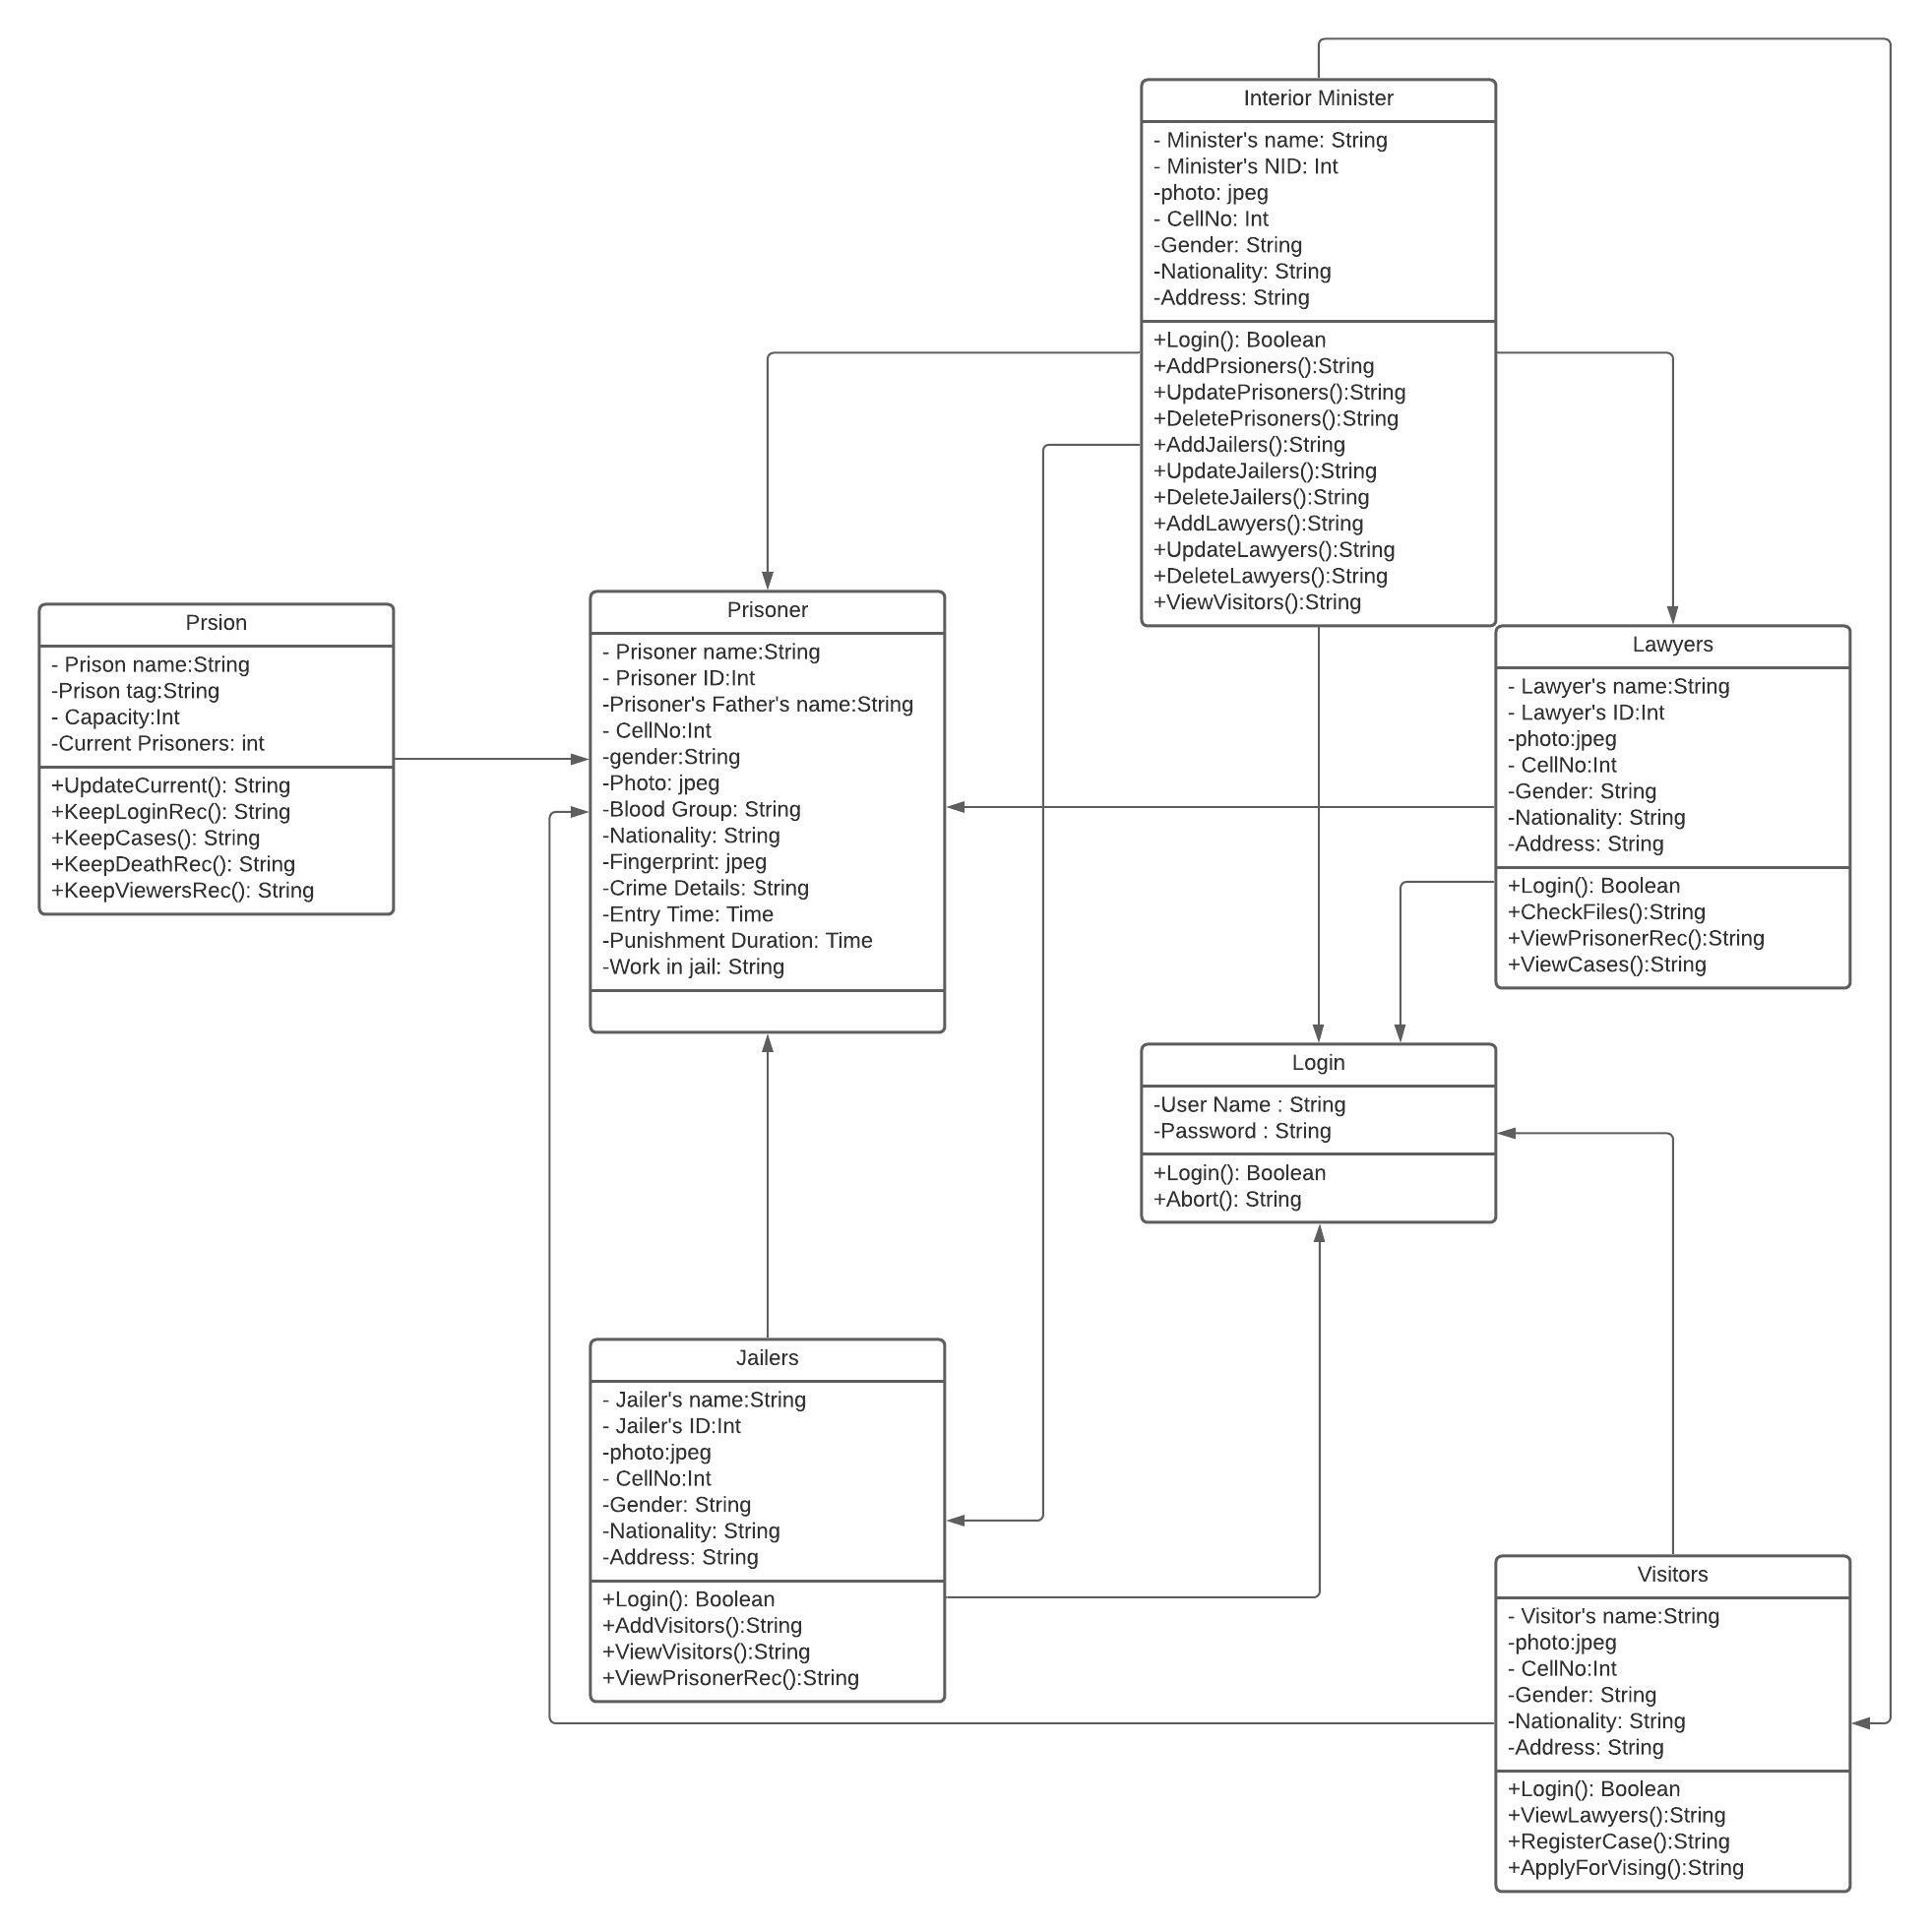 Interior Minister
- Minister's name: String
- Minister's NID: Int
-photo: jpeg
- CellNo: Int
-Gender: String
-Nationality: String
-Address: String
+Login(): Boolean
+AddPrsioners():String
+UpdatePrisoners():String
+DeletePrisoners():String
+AddJailers():String
+UpdateJailers():String
+DeleteJailers():String
+AddLawyers():String
+UpdateLawyers():String
+DeleteLawyers():String
+ViewVisitors():String
Prsion
- Prison name:String
-Prison tag:String
- Capacity:Int
-Current Prisoners: int
+UpdateCurrent(): String
+KeepLoginRec(): String
+KeepCases(): String
+KeepDeathRec(): String
+KeepViewersRec(): String
Prisoner
- Prisoner name:String
- Prisoner ID:Int
-Prisoner's Father's name:String
- CellNo:Int
-gender:String
-Photo: jpeg
-Blood Group: String
-Nationality: String
-Fingerprint: jpeg
-Crime Details: String
-Entry Time: Time
-Punishment Duration: Time
-Work in jail: String
Lawyers
- Lawyer's name:String
- Lawyer's ID:Int
-photo:jpeg
- CellNo:Int
-Gender: String
-Nationality: String
-Address: String
+Login(): Boolean
+CheckFiles():String
+ViewPrisonerRec():String
+ViewCases():String
Login
-User Name : String
-Password : String
+Login(): Boolean
+Abort(): String
Jailers
- Jailer's name:String
- Jailer's ID:Int
-photo:jpeg
- CellNo:Int
-Gender: String
-Nationality: String
-Address: String
+Login(): Boolean
+AddVisitors():String
+ViewVisitors():String
+ViewPrisonerRec():String
Visitors
- Visitor's name:String
-photo:jpeg
- CellNo:Int
-Gender: String
-Nationality: String
-Address: String
+Login(): Boolean
+ViewLawyers():String
+RegisterCase():String
+ApplyForVising():String